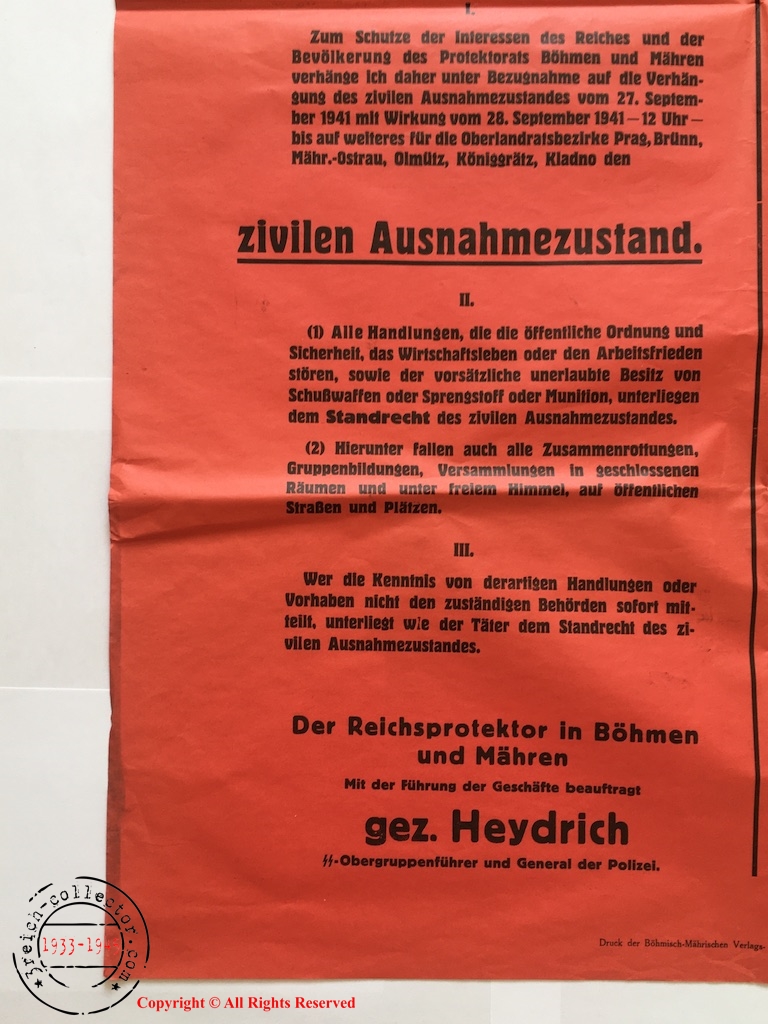 I.
Zum Schutze der Interessen des Reiches und der
Bevölkerung des Protektorats Böhmen und Mähren
verhänge ich daher unter Bezugnahme auf die Verhän-
gung des zivilen Ausnahmezustandes vom 27. Septem-
ber 1941 mit Wirkung vom 28. September 1941 — 12 Uhr —
bis auf weiteres für die Oberlandratsbezirke Prag, Brünn,
Mähr.-Ostrau, Olmütz, Königgrätz, Kladno den
zivilen Ausnahmezustand.
II.
(1) Alle Handlungen, die die öffentliche Ordnung und
Sicherheit, das Wirtschaftsleben oder den Arbeitsfrieden
stören, sowie der vorsätzliche unerlaubte Besitz von
Schußwaffen oder Sprengstoff oder Munition, unterliegen
dem Standrecht des zivilen Ausnahmezustandes.
(2) Hierunter fallen auch alle Zusammenrottungen,
Gruppenbildungen, Versammlungen in geschlossenen
Räumen und unter freiem Himmel, auf öffentlichen
Straßen und Plätzen.
III.
Wer die Kenntnis von derartigen Handlungen oder
Vorhaben nicht den zuständigen Behörden sofort mit-
teilt, unterliegt wie der Täter dem Standrecht des zi-
vilen Ausnahmezustandes.
Der Reichsprotektor in Böhmen
und Mähren
Mit der Führung der Geschäfte beauftragt
gez. Heydrich
SS-Obergruppenführer und General der Polizei.
Druck der Böhmisch-Mährischen Verlags-
3reich-collector.com
1933-19
Copyright © All Rights Reserved